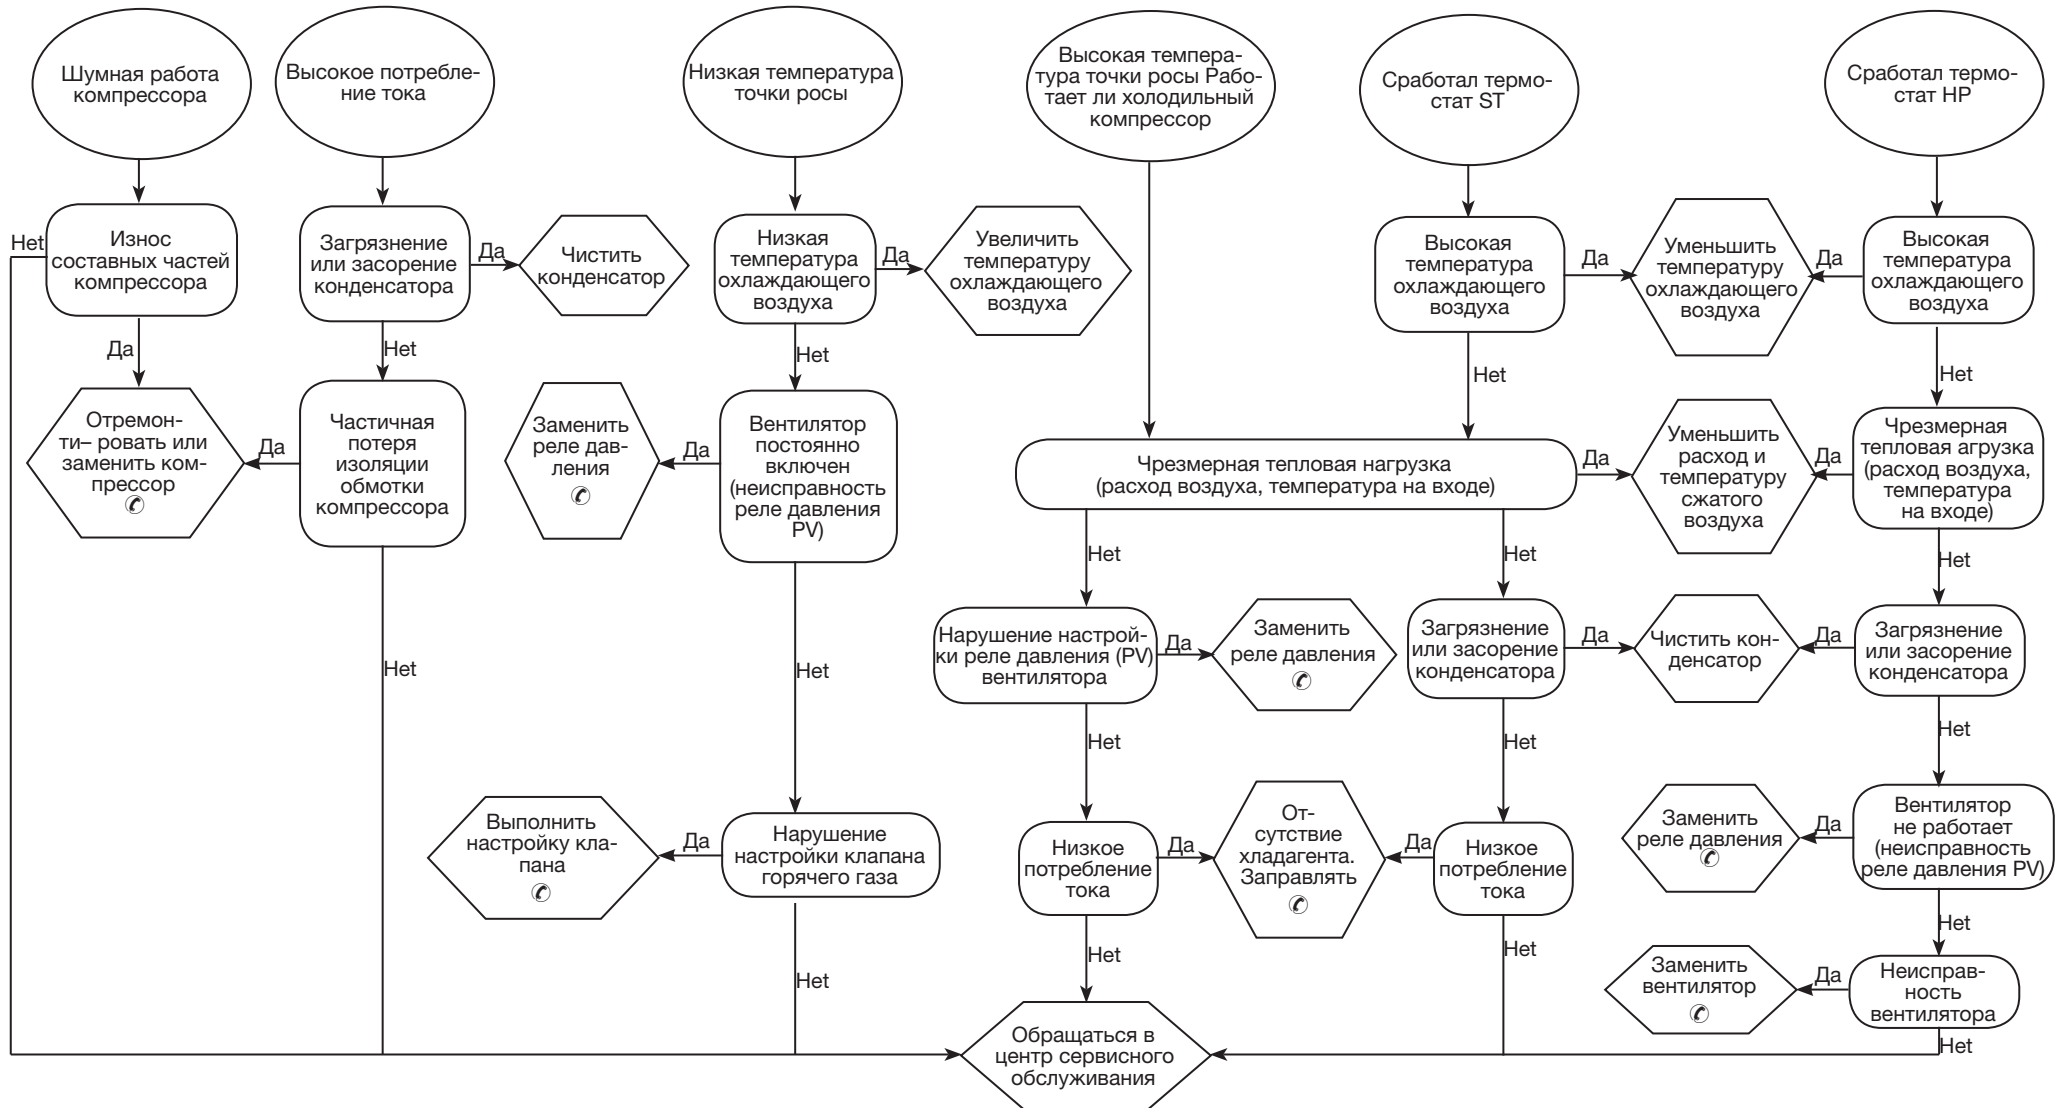 Шумная работа
компрессора
Высокое потребле-
ние тока
Низкая температура
точки росы
Высокая темпера-
тура точки росы Рабо-
тает ли холодильный
компрессор
Сработал термо-
стат ST
Сработал термо-
стат HP
Нет
Износ
составных частей
компрессора
Да
Отремон-
ти– ровать или
заменить ком-
прессор
Загрязнение
или засорение
конденсатора
Да
Чистить
конденсатор
Нет
Частичная
потеря
изоляции
обмотки
компрессора
Да
Нет
Низкая
температура
охлаждающего
воздуха
Да
Увеличить
температуру
охлаждающего
воздуха
Нет
Вентилятор
постоянно
включен
(неисправность
реле давления
PV)
Да
Заменить
реле дав-
ления
Нет
Нарушение
настройки клапана
горячего газа
Да
Выполнить
настройку кла-
пана
Нет
Высокая
температура
охлаждающего
воздуха
Да
Уменьшить
температуру
охлаждающего
воздуха
Да
Высокая
температура
охлаждающего
воздуха
Нет
Нет
Чрезмерная тепловая нагрузка
(расход воздуха, температура на входе)
Да
Уменьшить
расход и
температуру
сжатого
воздуха
Да
Чрезмерная
тепловая агрузка
(расход воздуха,
температура
на входе)
Нет
Нет
Нет
Нарушение настрой-
ки реле давления (PV)
вентилятора
Да
Заменить
реле давления
Загрязнение
или засорение
конденсатора
Да
Чистить кон-
денсатор
Да
Загрязнение
или засорение
конденсатора
Нет
Нет
Нет
Низкое
потребление
тока
Да
От-
сутствие
хладагента.
Заправлять
Да
Низкое
потребление
тока
Заменить
реле давления
Да
Вентилятор
не работает
(неисправность
реле давления PV)
Нет
Нет
Нет
Заменить
вентилятор
Да
Неисправ-
ность
вентилятора
Нет
Обращаться в
центр сервисного
обслуживания